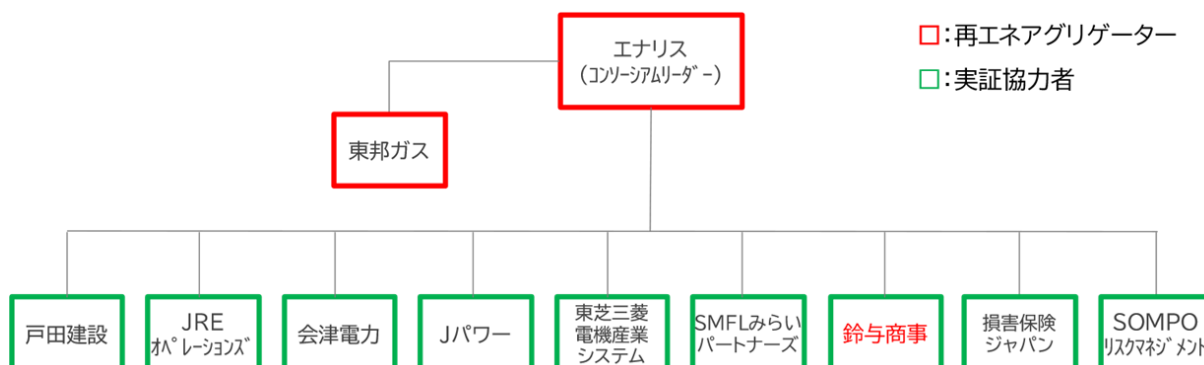 エナリス
(ｺﾝｿｰｼｱﾑﾘｰﾀﾞｰ)
□:再エネアグリゲーター
□:実証協力者
東邦ガス
戸田建設
JRE
ｵﾍﾟﾚｰｼｮﾝｽﾞ
会津電力
Jパワー
東芝三菱
電機産業
システム
SMFLみらい
パートナーズ
鈴与商事
損害保険
ジャパン
SOMPO
ﾘｽｸﾏﾈｼﾞﾒﾝﾄ